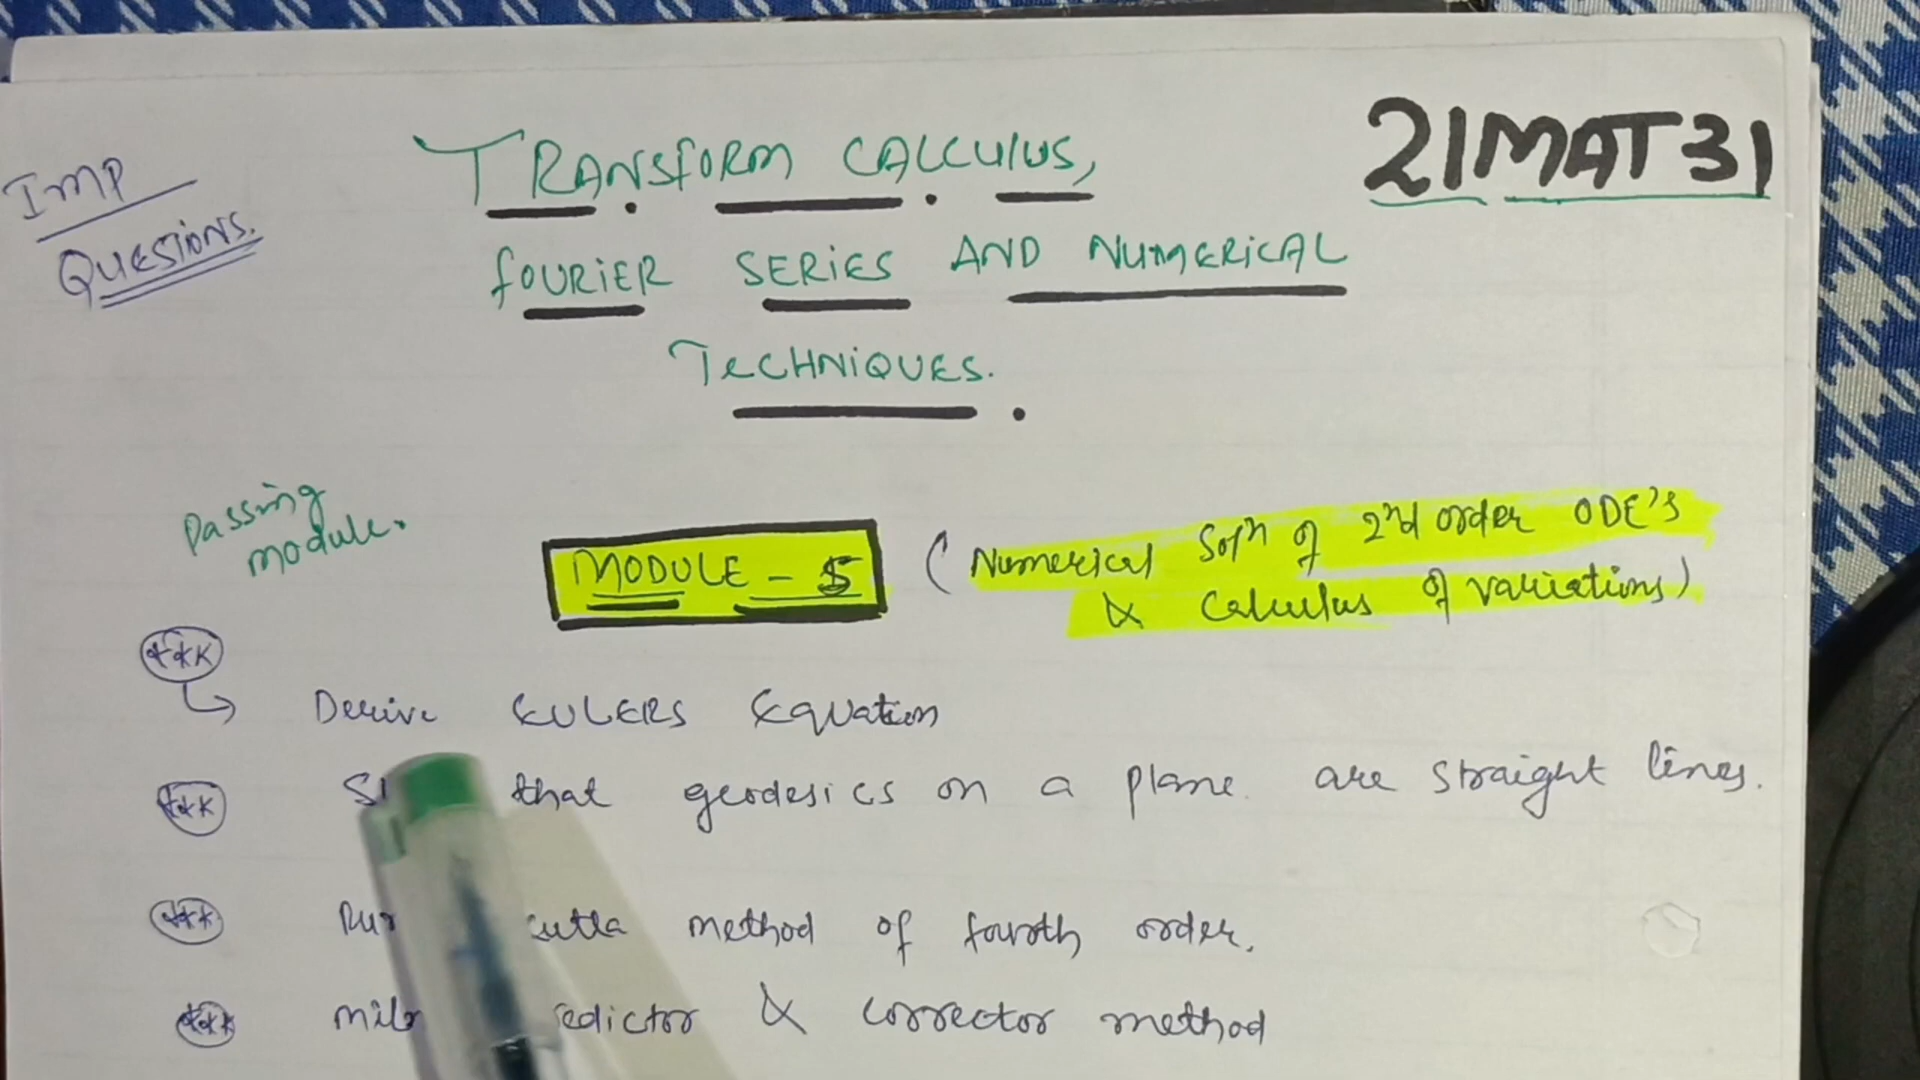 IMP
QUESTIONS.
TRANSFORM CALCULUS,
21MAT31
fOURIER SERIES AND NUMERICAL
TECHNIQUES.
Passing
module.
MODULE - 5
(Numerical Sol^n of 2nd order ODE's
& Calculus of variations)
***
Derive EULERS Equation
*** that geodesics on a plane are straight lines.
*** method of fourth order.
*** & corrector method